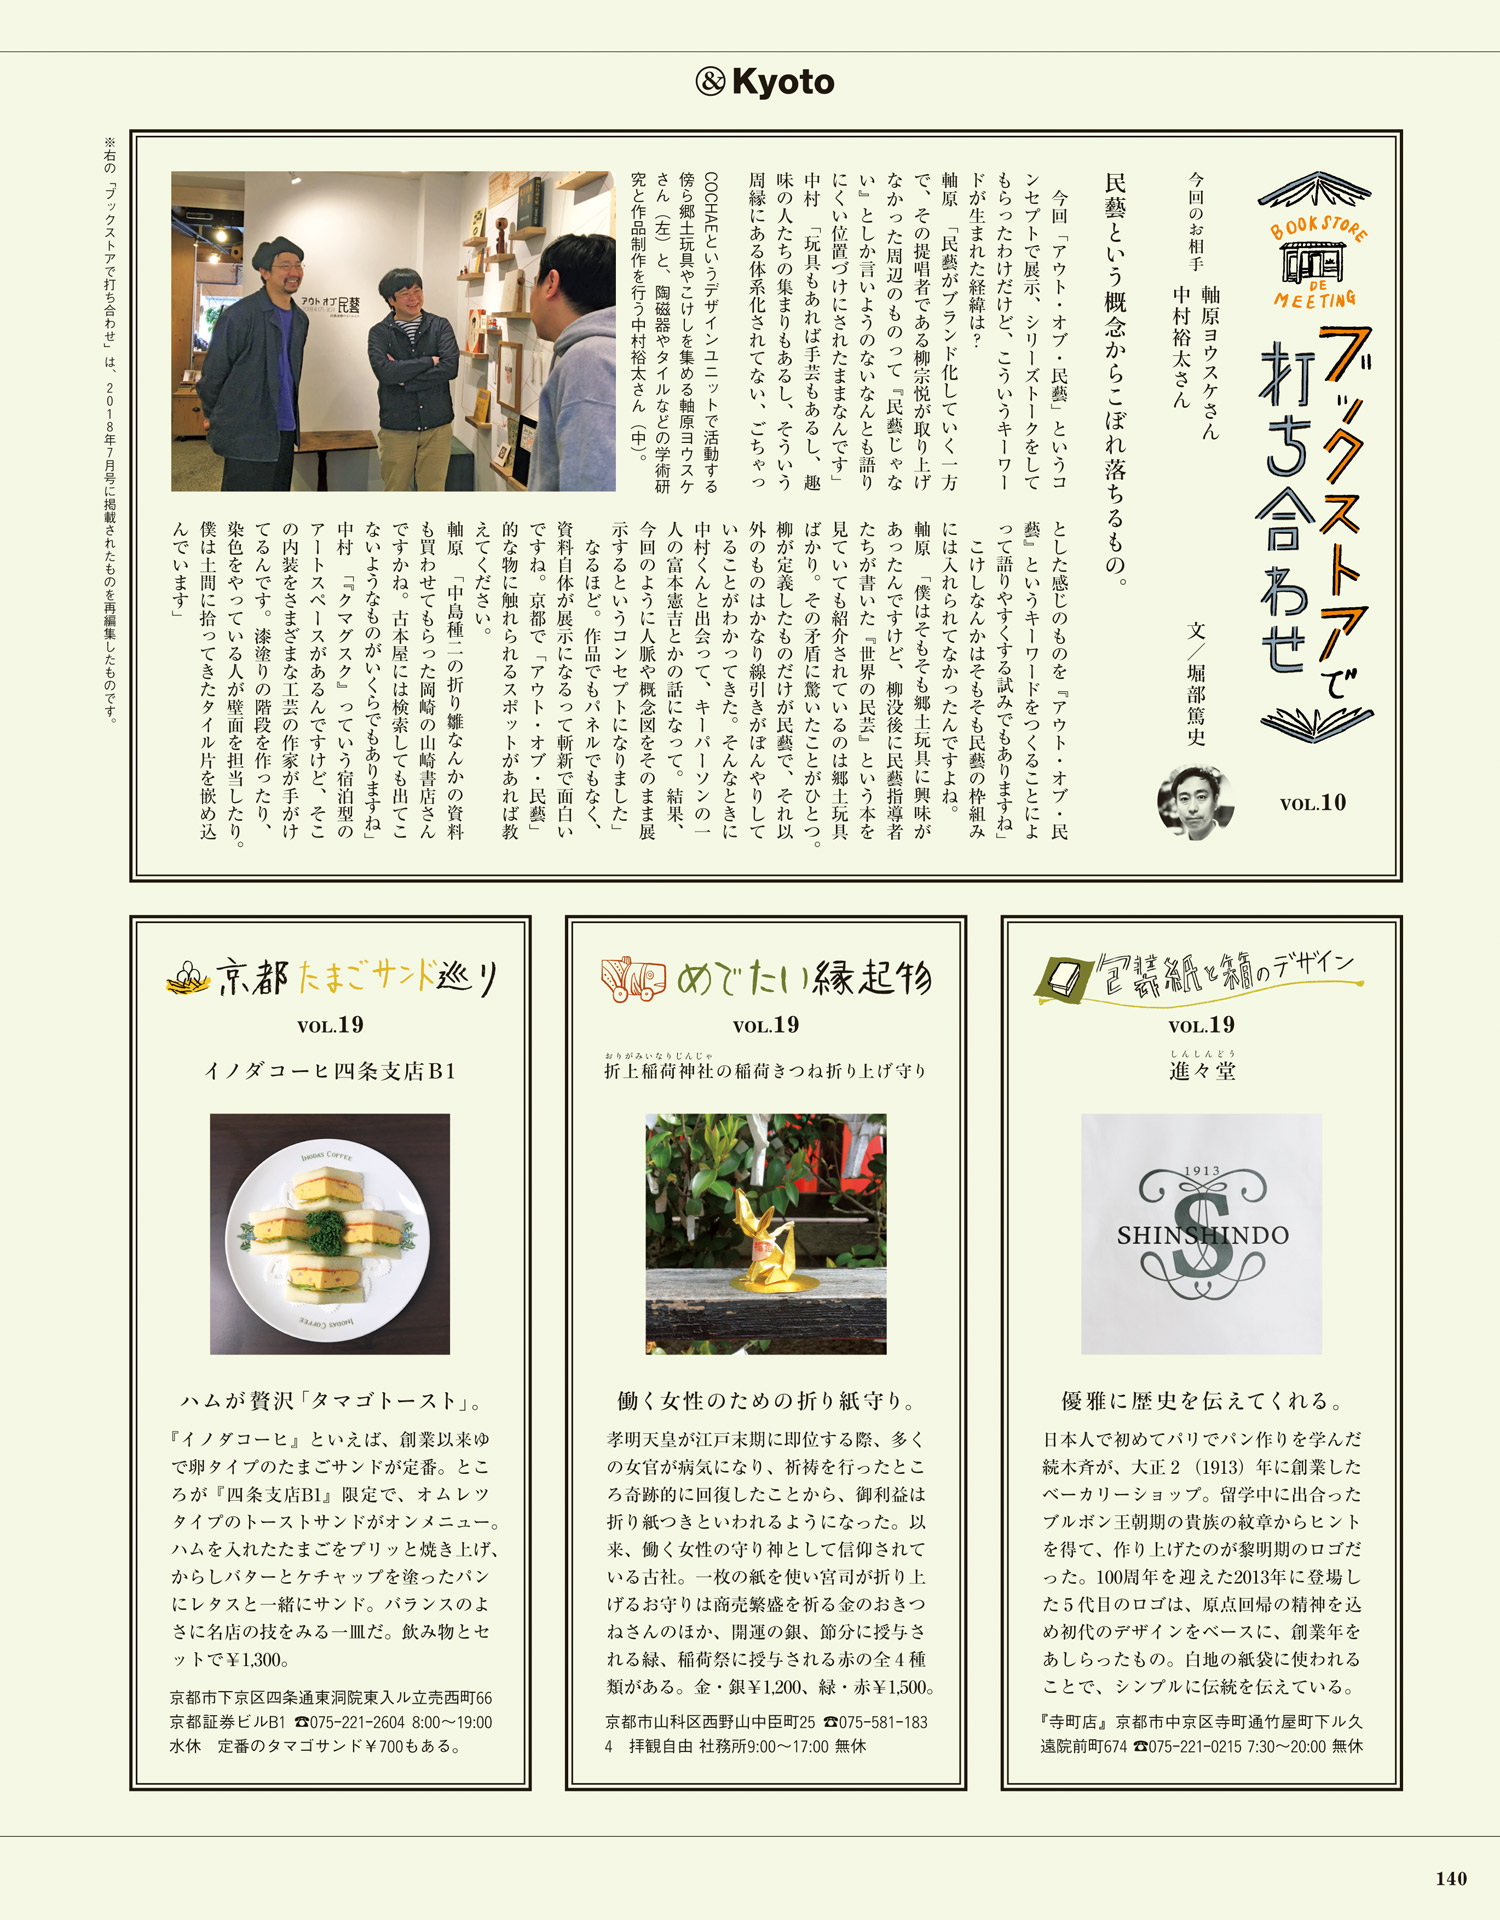 &Kyoto
BOOK STORE
DE
MEETING
ブックストアで
打ち合わせ
VOL.10
今回のお相手
軸原ヨウスケさん
中村裕太さん
文／堀部篤史
民藝という概念からこぼれ落ちるもの。
　今回「アウト・オブ・民藝」というコ
ンセプトで展示、シリーズトークをして
もらったわけだけど、こういうキーワー
ドが生まれた経緯は？
軸原　「民藝がブランド化していく一方
で、その提唱者である柳宗悦が取り上げ
なかった周辺のものって『民藝じゃな
い』としか言いようのないなんとも語り
にくい位置づけにされたままなんです」
中村　「玩具もあれば手芸もあるし、趣
味の人たちの集まりもあるし、そういう
周縁にある体系化されてない、ごちゃっ
とした感じのものを『アウト・オブ・民
藝』というキーワードをつくることによ
って語りやすくする試みでもありますね」
　こけしなんかはそもそも民藝の枠組み
には入れられてなかったんですよね。
軸原　「僕はそもそも郷土玩具に興味が
あったんですけど、柳没後に民藝指導者
たちが書いた『世界の民芸』という本を
見ていても紹介されているのは郷土玩具
ばかり。その矛盾に驚いたことがひとつ。
柳が定義したものだけが民藝で、それ以
外のものはかなり線引きがぼんやりして
いることがわかってきた。そんなときに
中村くんと出会って、キーパーソンの一
人の富本憲吉とかの話になって。結果、
今回のように人脈や概念図をそのまま展
示するというコンセプトになりました」
　なるほど。作品でもパネルでもなく、
資料自体が展示になるって斬新で面白い
ですね。京都で「アウト・オブ・民藝」
的な物に触れられるスポットがあれば教
えてください。
軸原　「中島種二の折り雛なんかの資料
も買わせてもらった岡崎の山崎書店さん
ですかね。古本屋には検索しても出てこ
ないようなものがいくらでもありますね」
中村　「『クマグスク』っていう宿泊型の
アートスペースがあるんですけど、そこ
の内装をさまざまな工芸の作家が手がけ
てるんです。漆塗りの階段を作ったり、
染色をやっている人が壁面を担当したり。
僕は土間に拾ってきたタイル片を嵌め込
んでいます」
COCHAEというデザインユニットで活動する
傍ら郷土玩具やこけしを集める軸原ヨウスケ
さん（左）と、陶磁器やタイルなどの学術研
究と作品制作を行う中村裕太さん（中）。
アウト オブ 民藝
※右の「ブックストアで打ち合わせ」は、2018年7月号に掲載されたものを再編集したものです。
包装紙と箱のデザイン
VOL.19
しんしんどう
進々堂
1913
S
SHINSHINDO
優雅に歴史を伝えてくれる。
日本人で初めてパリでパン作りを学んだ
続木斉が、大正２（1913）年に創業した
ベーカリーショップ。留学中に出合った
ブルボン王朝期の貴族の紋章からヒント
を得て、作り上げたのが黎明期のロゴだ
った。100周年を迎えた2013年に登場し
た５代目のロゴは、原点回帰の精神を込
め初代のデザインをベースに、創業年を
あしらったもの。白地の紙袋に使われる
ことで、シンプルに伝統を伝えている。
『寺町店』京都市中京区寺町通竹屋町下ル久
遠院前町674 ☎075-221-0215 7:30〜20:00 無休
めでたい縁起物
VOL.19
おりがみいなりじんじゃ
折上稲荷神社の稲荷きつね折り上げ守り
働く女性のための折り紙守り。
孝明天皇が江戸末期に即位する際、多く
の女官が病気になり、祈祷を行ったとこ
ろ奇跡的に回復したことから、御利益は
折り紙つきといわれるようになった。以
来、働く女性の守り神として信仰されて
いる古社。一枚の紙を使い宮司が折り上
げるお守りは商売繁盛を祈る金のおきつ
ねさんのほか、開運の銀、節分に授与さ
れる緑、稲荷祭に授与される赤の全４種
類がある。金・銀￥1,200、緑・赤￥1,500。
京都市山科区西野山中臣町25 ☎075-581-183
4　拝観自由 社務所9:00〜17:00 無休
京都たまごサンド巡り
VOL.19
イノダコーヒ四条支店B1
INODAS COFFEE
INODAS COFFEE
ハムが贅沢「タマゴトースト」。
『イノダコーヒ』といえば、創業以来ゆ
で卵タイプのたまごサンドが定番。とこ
ろが『四条支店B1』限定で、オムレツ
タイプのトーストサンドがオンメニュー。
ハムを入れたたまごをプリッと焼き上げ、
からしバターとケチャップを塗ったパン
にレタスと一緒にサンド。バランスのよ
さに名店の技をみる一皿だ。飲み物とセ
ットで￥1,300。
京都市下京区四条通東洞院東入ル立売西町66
京都証券ビルB1 ☎075-221-2604 8:00〜19:00
水休　定番のタマゴサンド￥700もある。
140